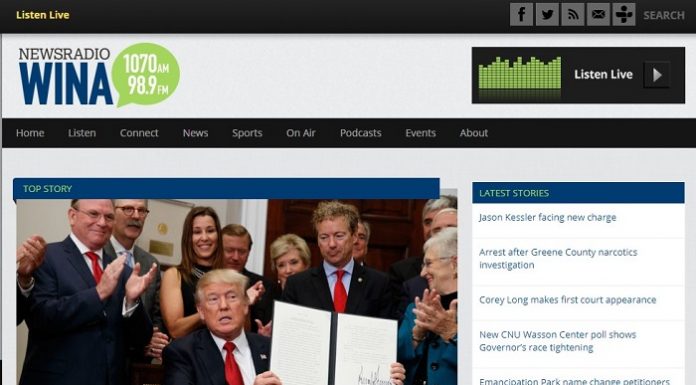 Listen Live
SEARCH
NEWSRADIO
WINA
1070 AM
98.9 FM
Listen Live
Home Listen Connect News Sports On Air Podcasts Events About
TOP STORY
LATEST STORIES
Jason Kessler facing new charge
Arrest after Greene County narcotics
investigation
Corey Long makes first court appearance
New CNU Wasson Center poll shows
Governor's race tightening
Emancipation Park name change petitioners